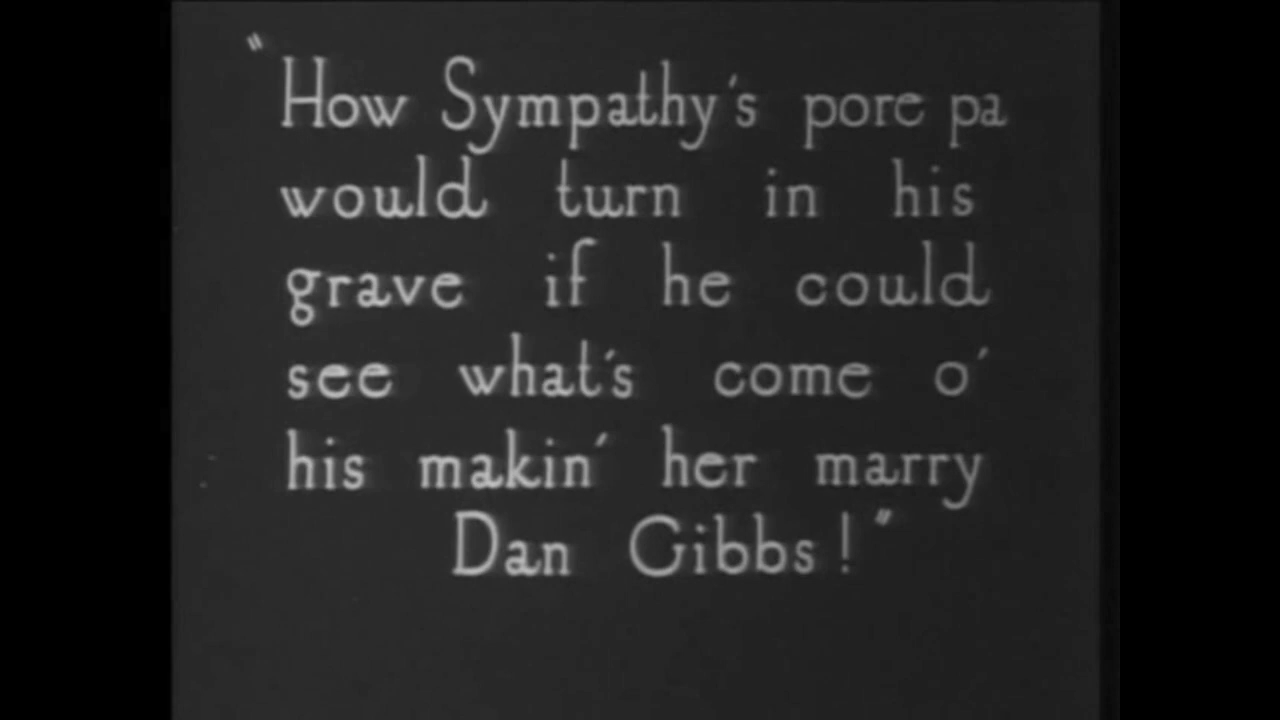 "How Sympathy's pore pa
would turn in his
grave if he could
see what's come o'
his makin' her marry
Dan Gibbs!"